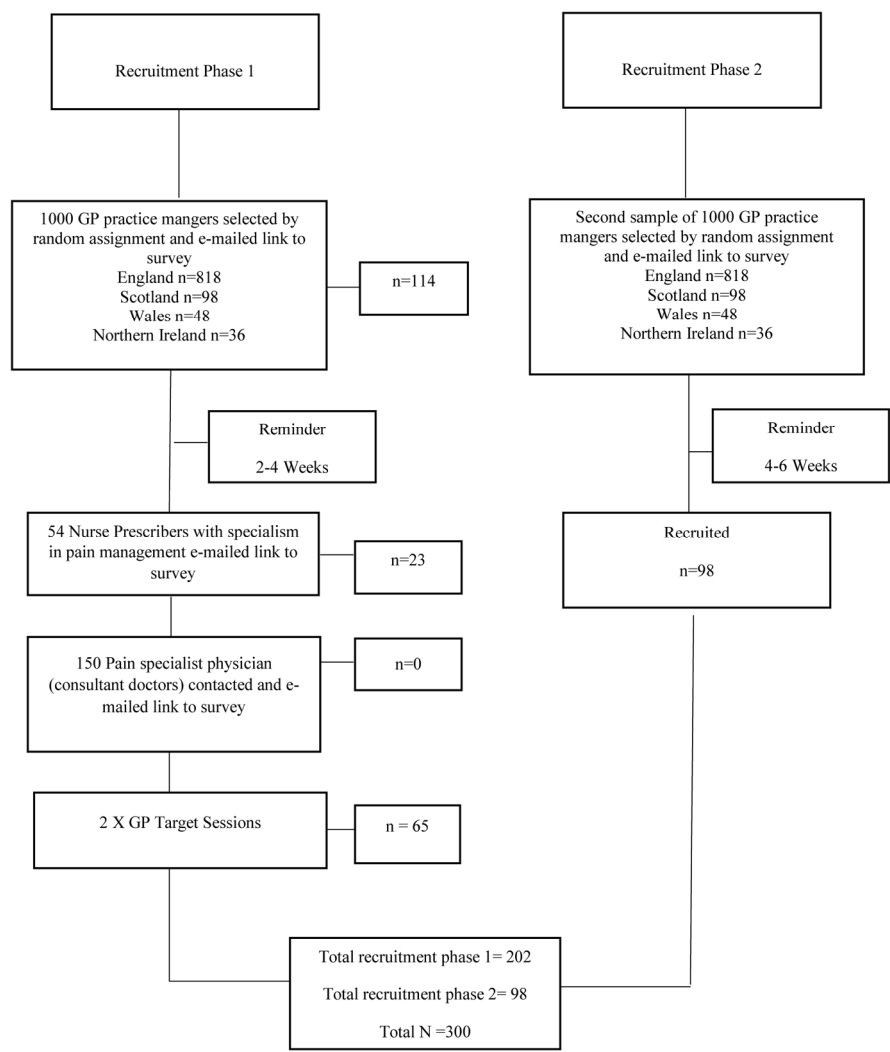 Recruitment Phase 1
Recruitment Phase 2
1000 GP practice mangers selected by
random assignment and e-mailed link to
survey
England n=818
Scotland n=98
Wales n=48
Northern Ireland n=36
n=114
Second sample of 1000 GP practice
mangers selected by random assignment
and e-mailed link to survey
England n=818
Scotland n=98
Wales n=48
Northern Ireland n=36
Reminder
2-4 Weeks
Reminder
4-6 Weeks
54 Nurse Prescribers with specialism
in pain management e-mailed link to
survey
n=23
Recruited
n=98
150 Pain specialist physician
(consultant doctors) contacted and e-
mailed link to survey
n=0
2 X GP Target Sessions
n = 65
Total recruitment phase 1= 202
Total recruitment phase 2= 98
Total N =300